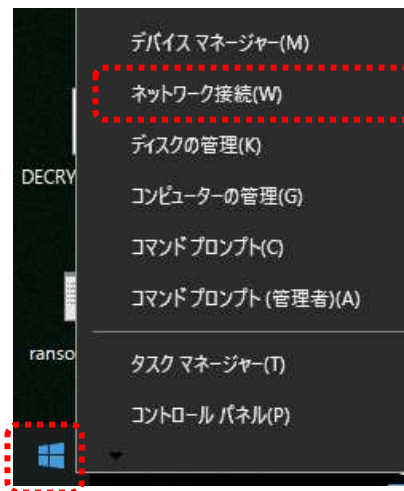 デバイス マネージャー(M)
ネットワーク接続(W)
ディスクの管理(K)
DECRY
コンピューターの管理(G)
コマンド プロンプト(C)
コマンド プロンプト (管理者)(A)
ranso
タスク マネージャー(T)
コントロール パネル(P)